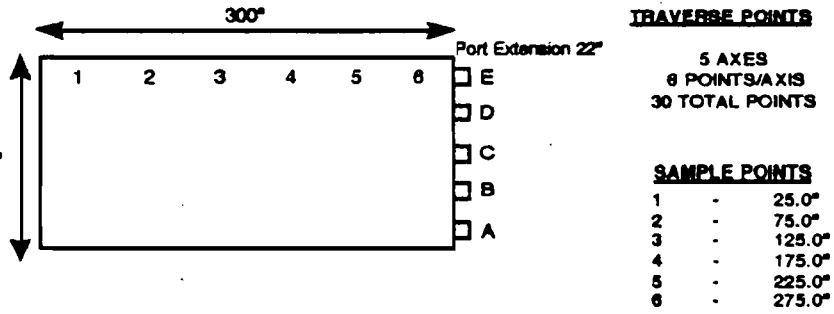 300"
Port Extension 22"
1 2 3 4 5 6
E
D
C
B
A
TRAVERSE POINTS
5 AXES
6 POINTS/AXIS
30 TOTAL POINTS
SAMPLE POINTS
1 - 25.0"
2 - 75.0"
3 - 125.0"
4 - 175.0"
5 - 225.0"
6 - 275.0"